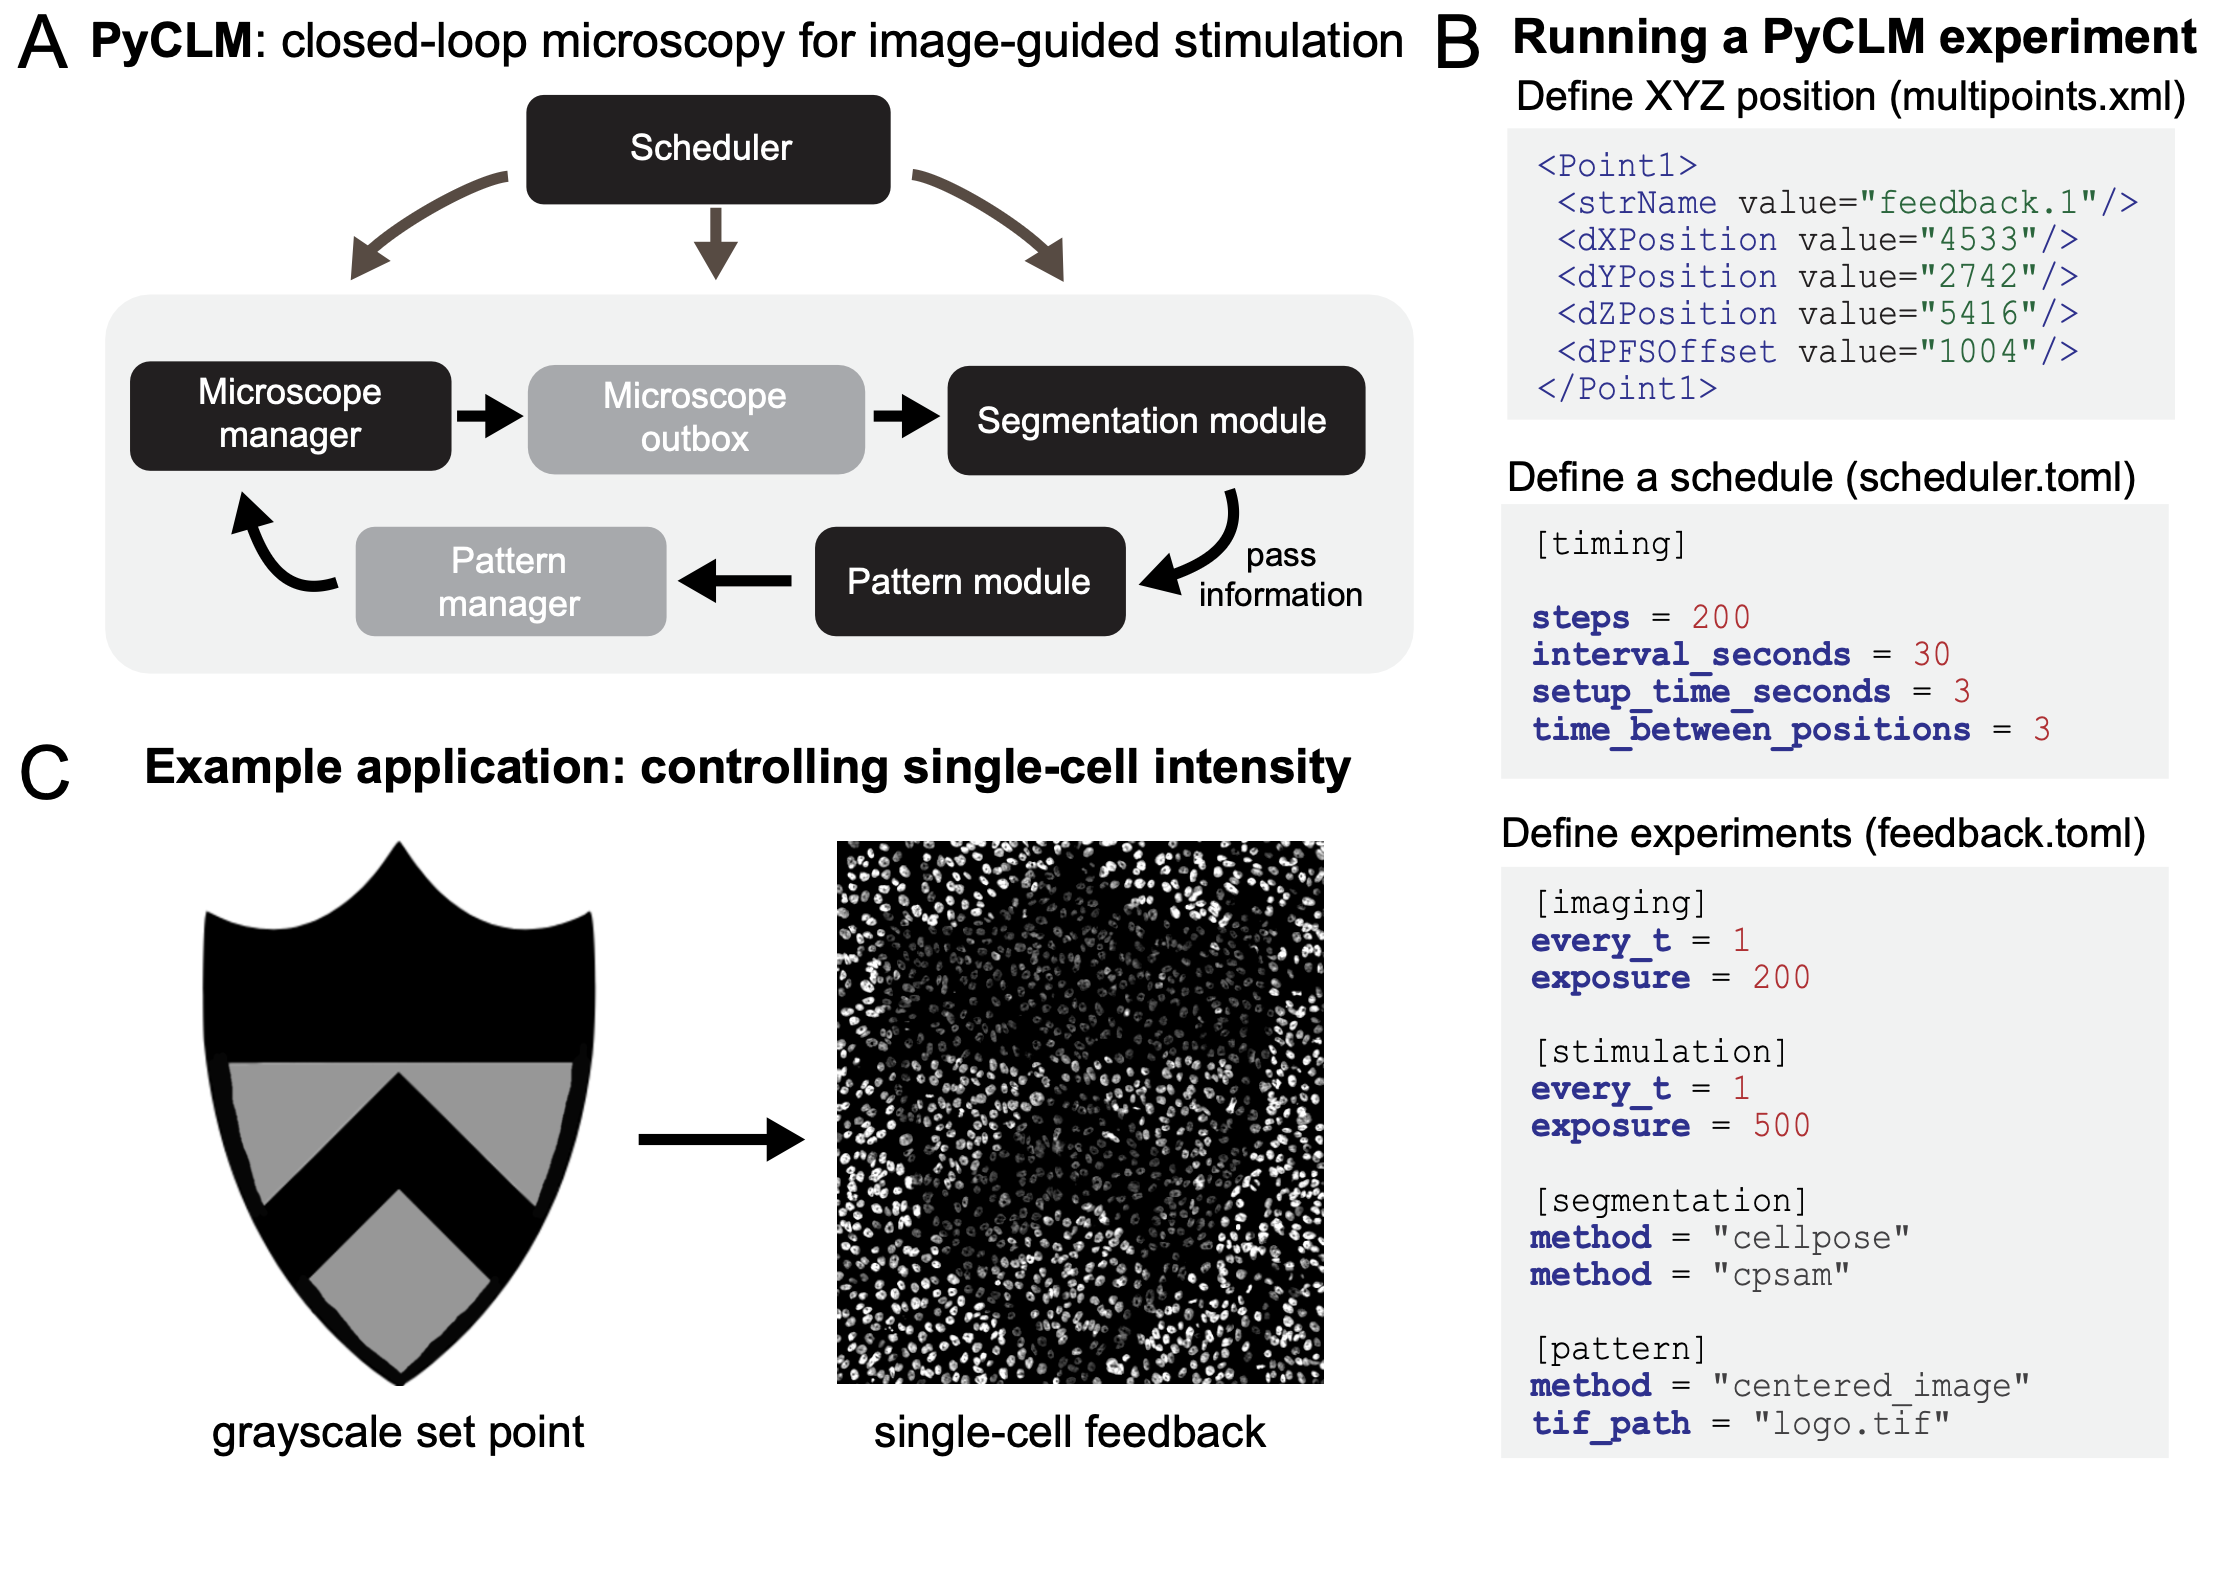 A PyCLM: closed-loop microscopy for image-guided stimulation
Scheduler
Microscope
manager
Microscope
outbox
Segmentation module
pass
information
Pattern module
Pattern
manager
B Running a PyCLM experiment
Define XYZ position (multipoints.xml)
<Point1>
<strName value="feedback.1"/>
<dXPosition value="4533"/>
<dYPosition value="2742"/>
<dZPosition value="5416"/>
<dPFSOffset value="1004"/>
</Point1>
Define a schedule (scheduler.toml)
[timing]
steps = 200
interval_seconds = 30
setup_time_seconds = 3
time_between_positions = 3
Define experiments (feedback.toml)
[imaging]
every_t = 1
exposure = 200
[stimulation]
every_t = 1
exposure = 500
[segmentation]
method = "cellpose"
method = "cpsam"
[pattern]
method = "centered_image"
tif_path = "logo.tif"
C Example application: controlling single-cell intensity
grayscale set point
single-cell feedback